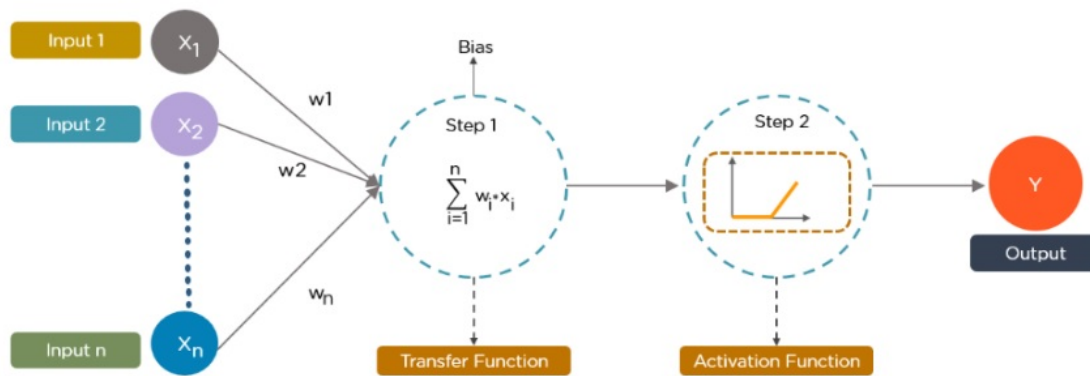 Input 1
X1
Bias
w1
Step 1
Step 2
Input 2
X2
w2
n
∑ wi*xi
i=1
Y
Output
wn
Input n
Xn
Transfer Function
Activation Function